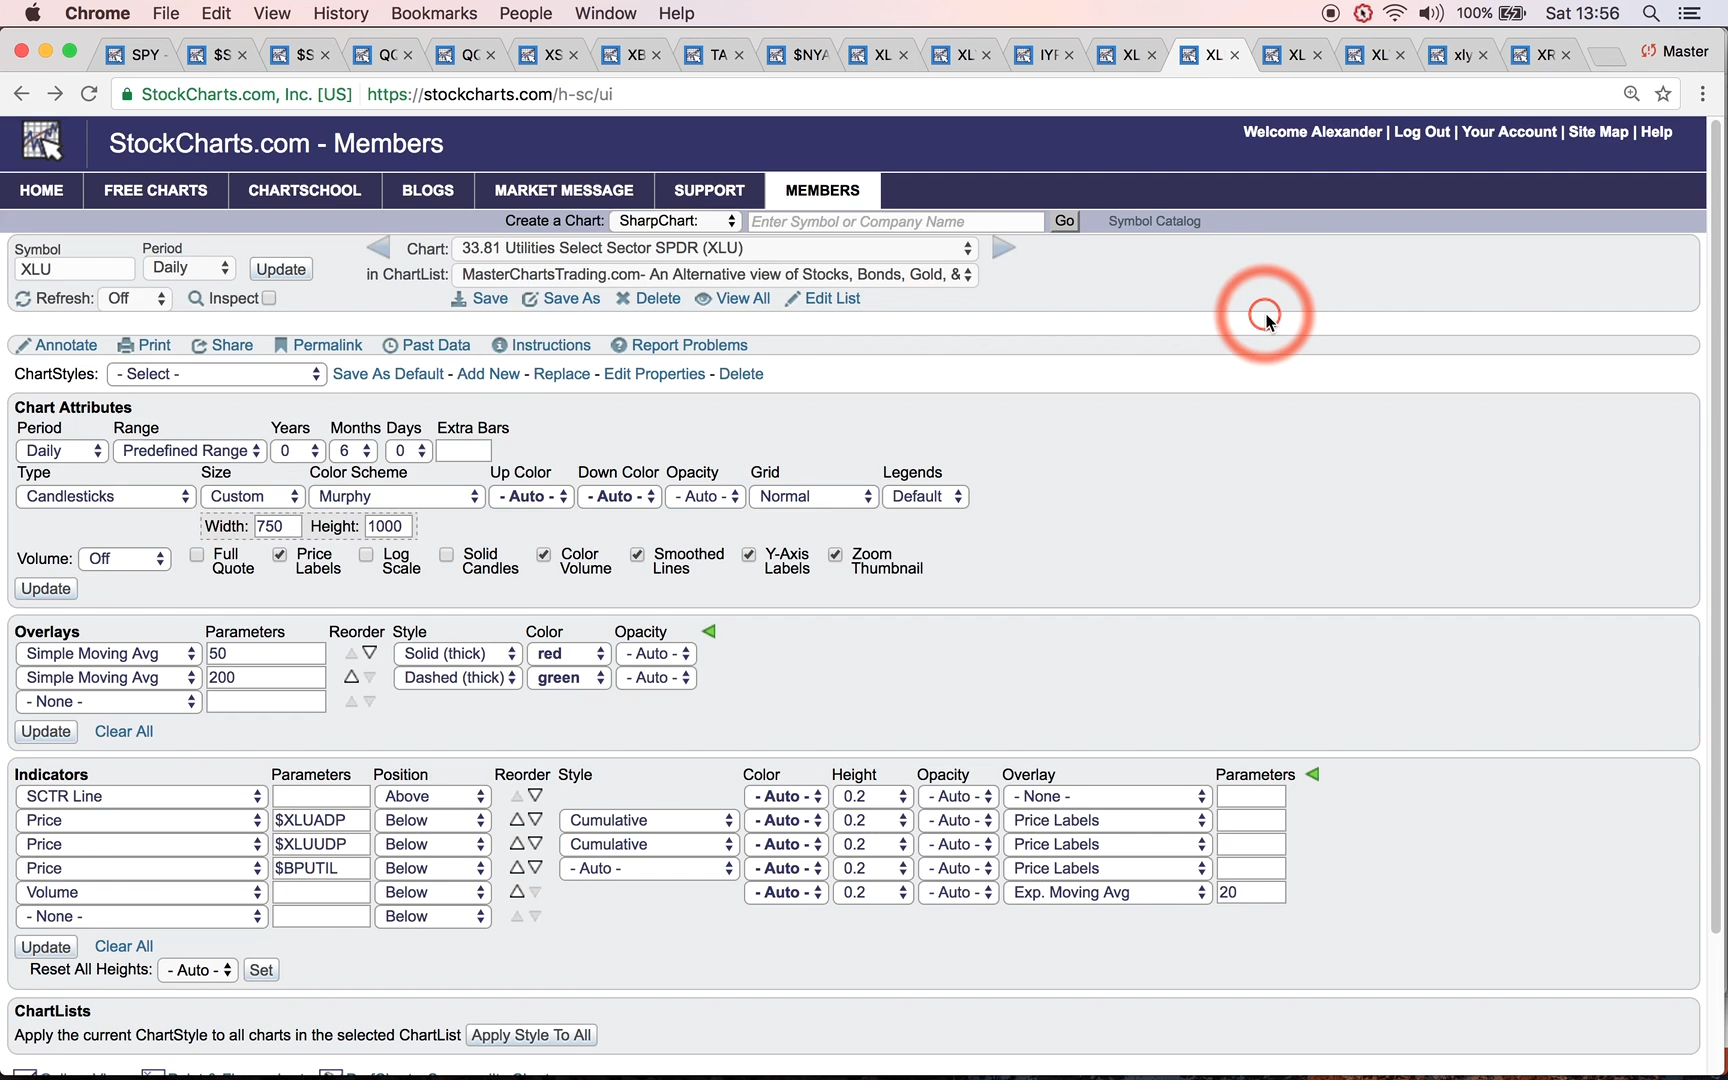 Chrome File Edit View History Bookmarks People Window Help 100% Sat 13:56
SPY $S $S QC QC XS XB TA $NYA XL XL IYF XL XL XL XL xly XR Master
StockCharts.com, Inc. [US] https://stockcharts.com/h-sc/ui
StockCharts.com - Members
Welcome Alexander | Log Out | Your Account | Site Map | Help
HOME FREE CHARTS CHARTSCHOOL BLOGS MARKET MESSAGE SUPPORT MEMBERS
Create a Chart: SharpChart: Enter Symbol or Company Name Go Symbol Catalog
Symbol Period Chart: 33.81 Utilities Select Sector SPDR (XLU)
XLU Daily Update in ChartList: MasterChartsTrading.com- An Alternative view of Stocks, Bonds, Gold, &
Refresh: Off Inspect Save Save As Delete View All Edit List
Annotate Print Share Permalink Past Data Instructions Report Problems
ChartStyles: - Select - Save As Default - Add New - Replace - Edit Properties - Delete
Chart Attributes
Period Range Years Months Days Extra Bars
Daily Predefined Range 0 6 0
Type Size Color Scheme Up Color Down Color Opacity Grid Legends
Candlesticks Custom Murphy - Auto - - Auto - - Auto - Normal Default
Width: 750 Height: 1000
Volume: Off Full Quote Price Labels Log Scale Solid Candles Color Volume Smoothed Lines Y-Axis Labels Zoom Thumbnail
Update
Overlays Parameters Reorder Style Color Opacity
Simple Moving Avg 50 Solid (thick) red - Auto -
Simple Moving Avg 200 Dashed (thick) green - Auto -
- None -
Update Clear All
Indicators Parameters Position Reorder Style Color Height Opacity Overlay Parameters
SCTR Line Above - Auto - 0.2 - Auto - - None -
Price $XLUADP Below Cumulative - Auto - 0.2 - Auto - Price Labels
Price $XLUUDP Below Cumulative - Auto - 0.2 - Auto - Price Labels
Price $BPUTIL Below - Auto - - Auto - 0.2 - Auto - Price Labels
Volume Below - Auto - 0.2 - Auto - Exp. Moving Avg 20
- None - Below
Update Clear All
Reset All Heights: - Auto - Set
ChartLists
Apply the current ChartStyle to all charts in the selected ChartList Apply Style To All